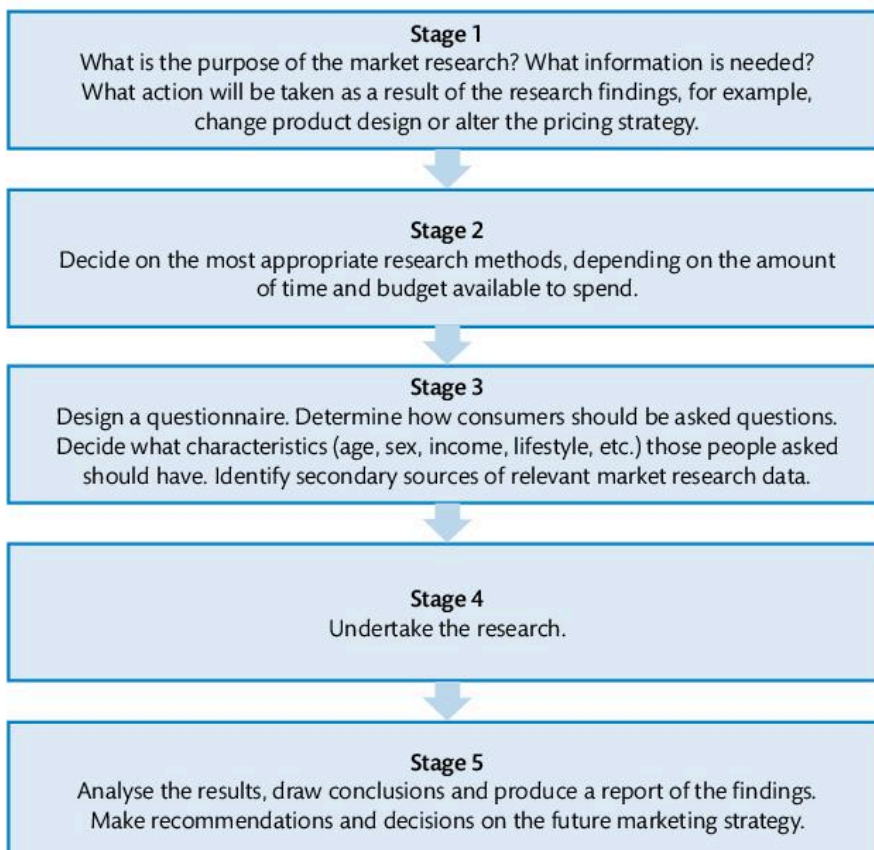 Stage 1
What is the purpose of the market research? What information is needed?
What action will be taken as a result of the research findings, for example,
change product design or alter the pricing strategy.
Stage 2
Decide on the most appropriate research methods, depending on the amount
of time and budget available to spend.
Stage 3
Design a questionnaire. Determine how consumers should be asked questions.
Decide what characteristics (age, sex, income, lifestyle, etc.) those people asked
should have. Identify secondary sources of relevant market research data.
Stage 4
Undertake the research.
Stage 5
Analyse the results, draw conclusions and produce a report of the findings.
Make recommendations and decisions on the future marketing strategy.